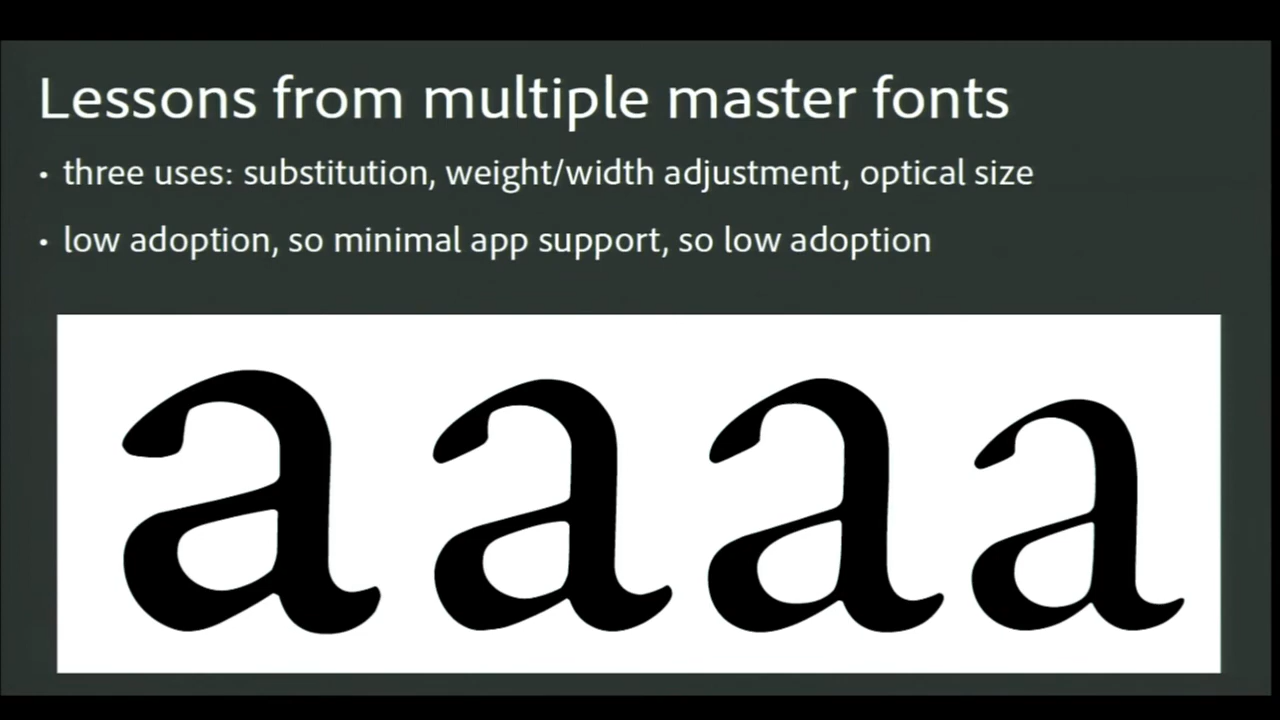 Lessons from multiple master fonts
• three uses: substitution, weight/width adjustment, optical size
• low adoption, so minimal app support, so low adoption
a a a a